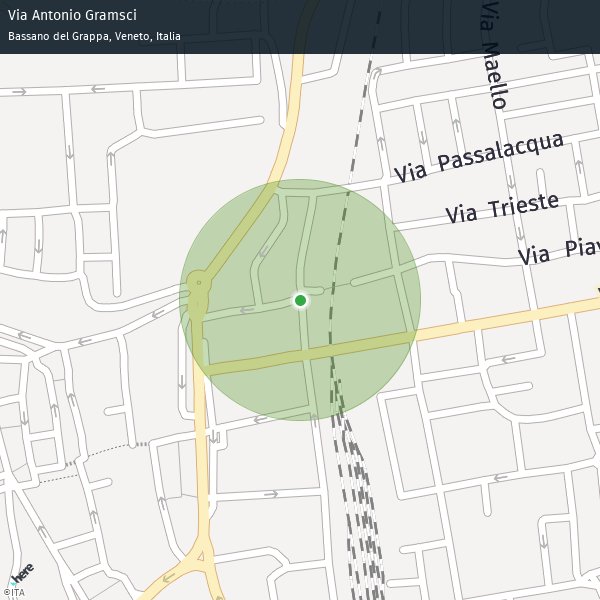 Via Antonio Gramsci
Bassano del Grappa, Veneto, Italia
Via Maello
Via Passalacqua
Via Trieste
Via Piav
here
©ITA